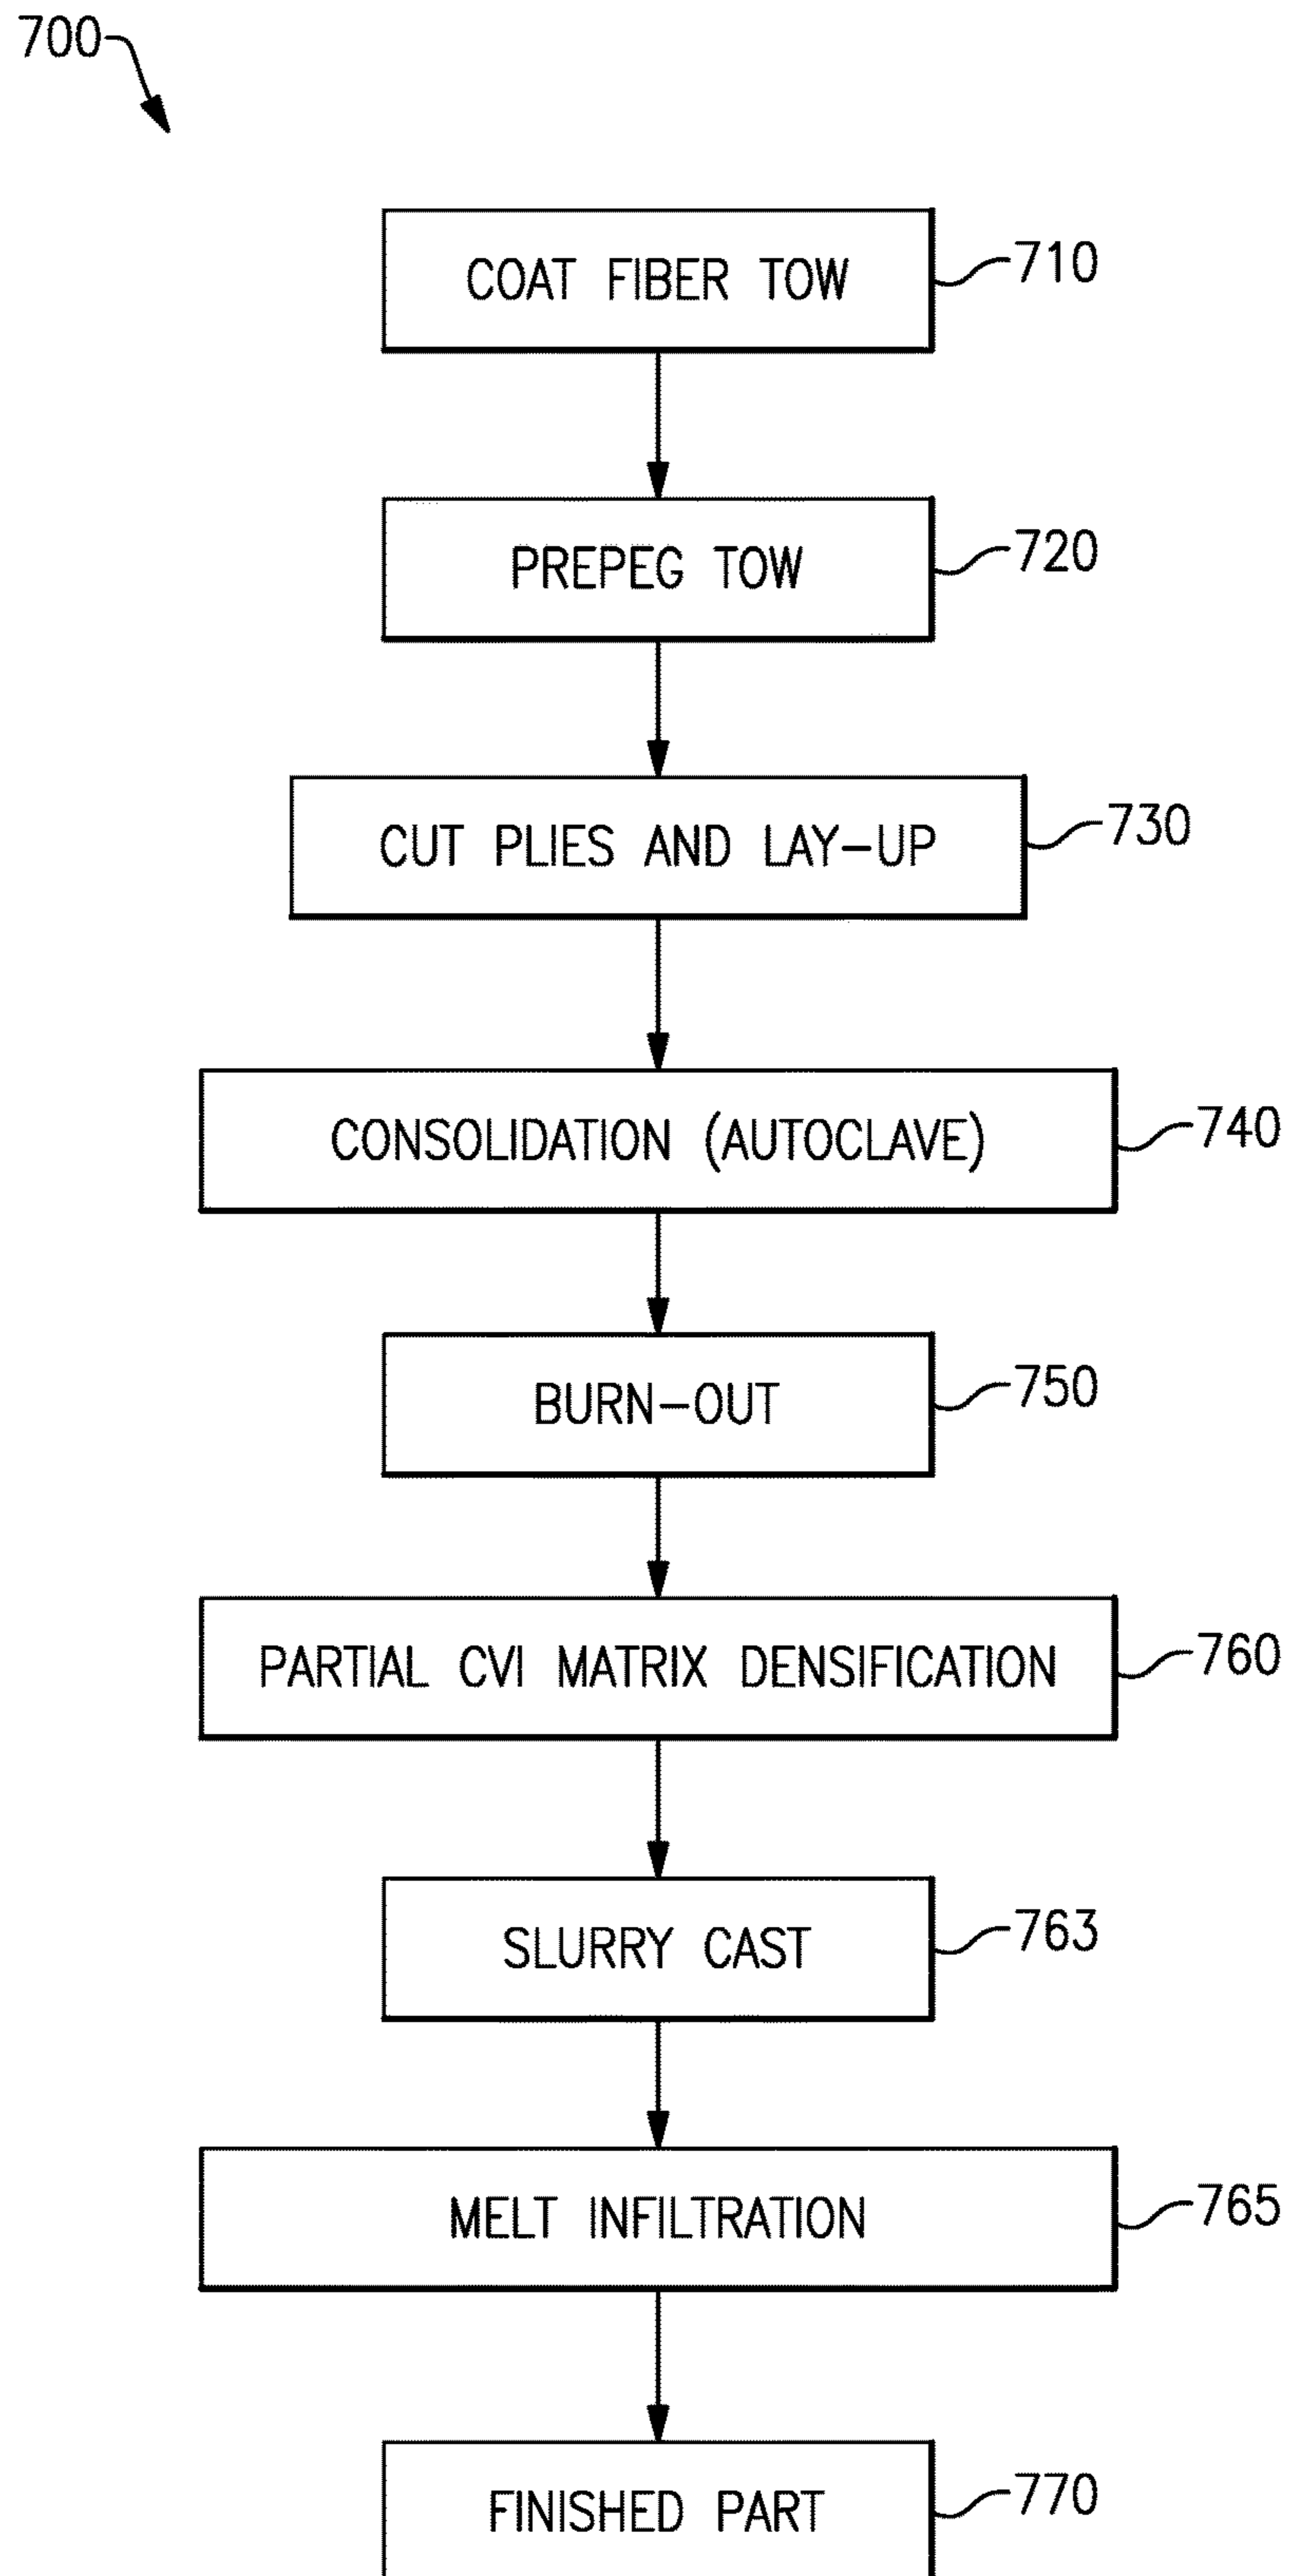 700
COAT FIBER TOW 710
PREPEG TOW 720
CUT PLIES AND LAY-UP 730
CONSOLIDATION (AUTOCLAVE) 740
BURN-OUT 750
PARTIAL CVI MATRIX DENSIFICATION 760
SLURRY CAST 763
MELT INFILTRATION 765
FINISHED PART 770